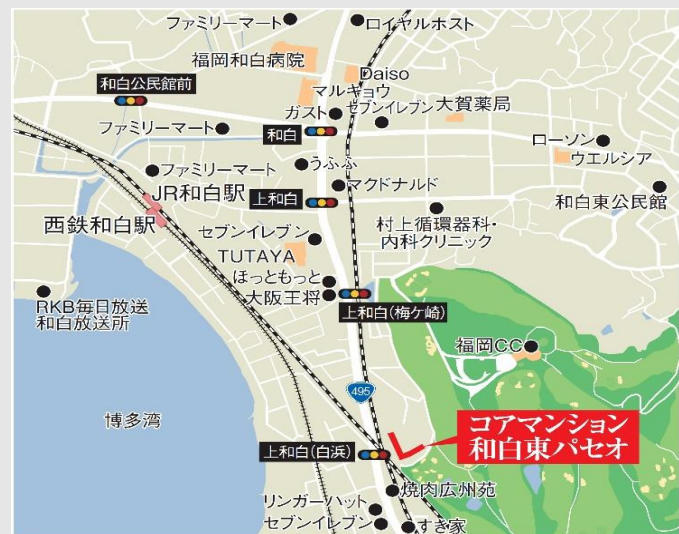 ファミリーマート
ロイヤルホスト
福岡和白病院
Daiso
マルキョウ
和白公民館前
ガスト
セブンイレブン
大賀薬局
ファミリーマート
和白
ローソン
ウエルシア
ファミリーマート
うふふ
JR和白駅
マクドナルド
上和白
和白東公民館
西鉄和白駅
セブンイレブン
村上循環器科・
内科クリニック
TUTAYA
ほっともっと
大阪王将
RKB毎日放送
和白放送所
上和白(梅ケ崎)
福岡CC
495
博多湾
コアマンション
和白東パセオ
上和白(白浜)
焼肉広州苑
リンガーハット
セブンイレブン
すき家